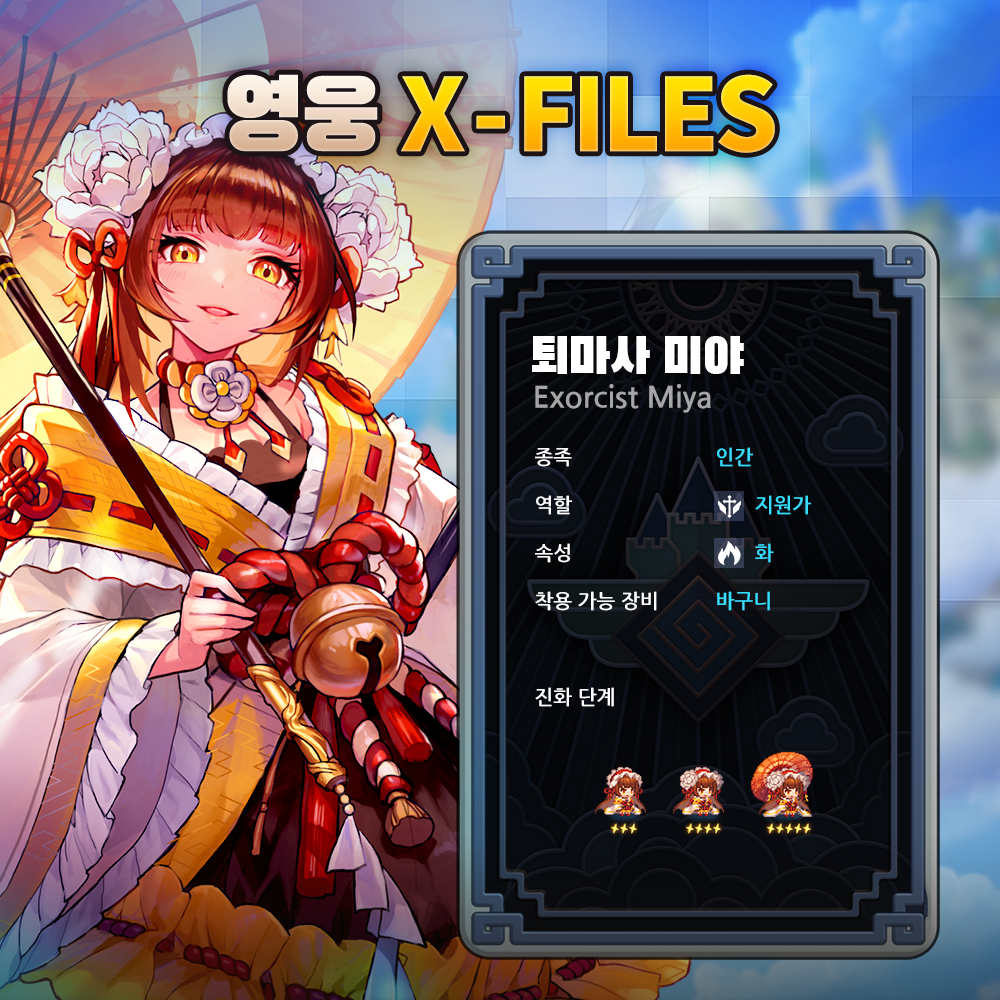 영웅 X-FILES
퇴마사 미야
Exorcist Miya
종족 인간
역할 지원가
속성 화
착용 가능 장비 바구니
진화 단계